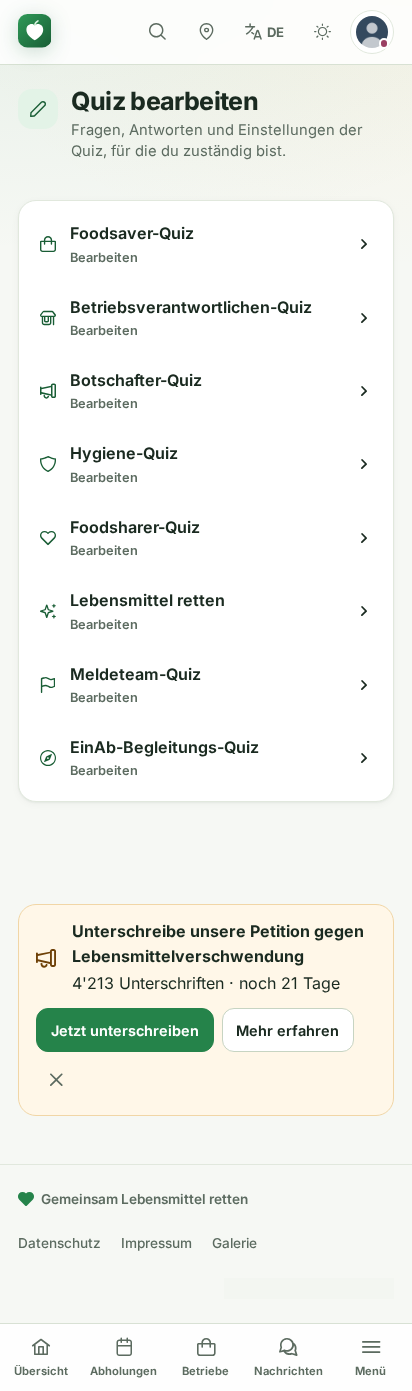 DE
Quiz bearbeiten
Fragen, Antworten und Einstellungen der
Quiz, für die du zuständig bist.
Foodsaver-Quiz
Bearbeiten
Betriebsverantwortlichen-Quiz
Bearbeiten
Botschafter-Quiz
Bearbeiten
Hygiene-Quiz
Bearbeiten
Foodsharer-Quiz
Bearbeiten
Lebensmittel retten
Bearbeiten
Meldeteam-Quiz
Bearbeiten
EinAb-Begleitungs-Quiz
Bearbeiten
Unterschreibe unsere Petition gegen
Lebensmittelverschwendung
4'213 Unterschriften · noch 21 Tage
Jetzt unterschreiben Mehr erfahren
Gemeinsam Lebensmittel retten
Datenschutz Impressum Galerie
Übersicht Abholungen Betriebe Nachrichten Menü